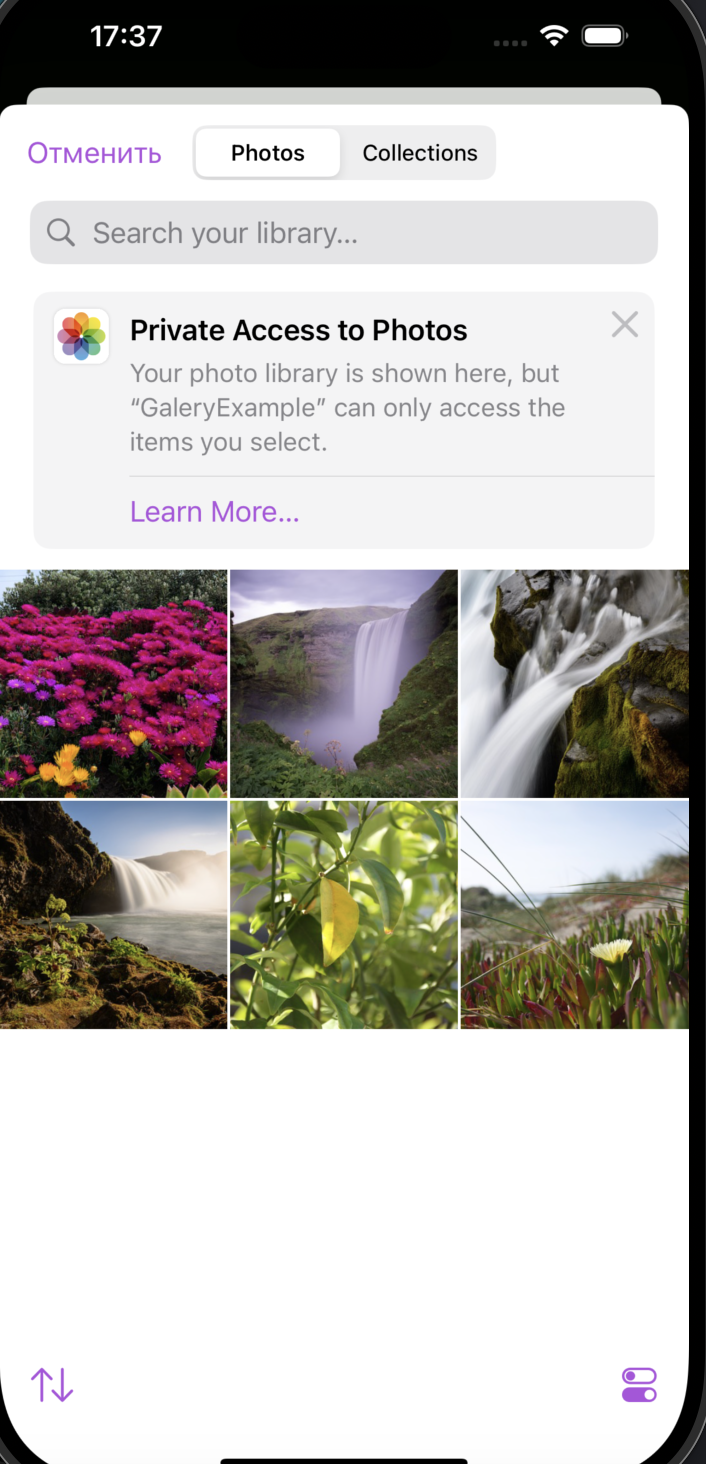 17:37
Отменить
Photos
Collections
Search your library...
Private Access to Photos
Your photo library is shown here, but
“GaleryExample” can only access the
items you select.
Learn More...